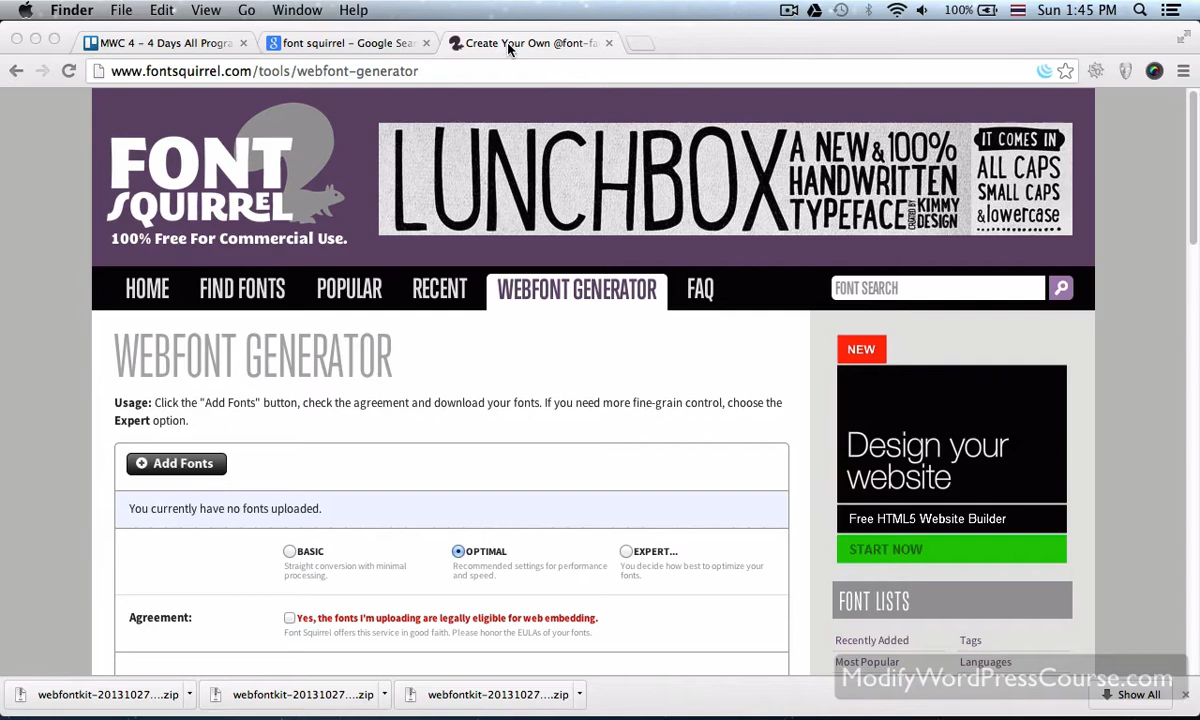 Finder File Edit View Go Window Help 100% Sun 1:45 PM
MWC 4 – 4 Days All Progra font squirrel – Google Sea Create Your Own @font-fa
www.fontsquirrel.com/tools/webfont-generator
FONT
SQUIRREL
100% Free For Commercial Use.
LUNCHBOX
A NEW & 100%
HANDWRITTEN
TYPEFACE
CREATED BY
KIMMY
DESIGN
IT COMES IN
ALL CAPS
SMALL CAPS
& lowercase
HOME FIND FONTS POPULAR RECENT WEBFONT GENERATOR FAQ FONT SEARCH
WEBFONT GENERATOR
Usage: Click the "Add Fonts" button, check the agreement and download your fonts. If you need more fine-grain control, choose the
Expert option.
Add Fonts
You currently have no fonts uploaded.
BASIC
Straight conversion with minimal
processing.
OPTIMAL
Recommended settings for performance
and speed.
EXPERT...
You decide how best to optimize your
fonts.
Agreement:
Yes, the fonts I'm uploading are legally eligible for web embedding.
Font Squirrel offers this service in good faith. Please honor the EULAs of your fonts.
NEW
Design your
website
Free HTML5 Website Builder
START NOW
FONT LISTS
Recently Added Tags
Most Popular Languages
ModifyWordPressCourse.com
webfontkit-20131027....zip webfontkit-20131027....zip webfontkit-20131027....zip Show All